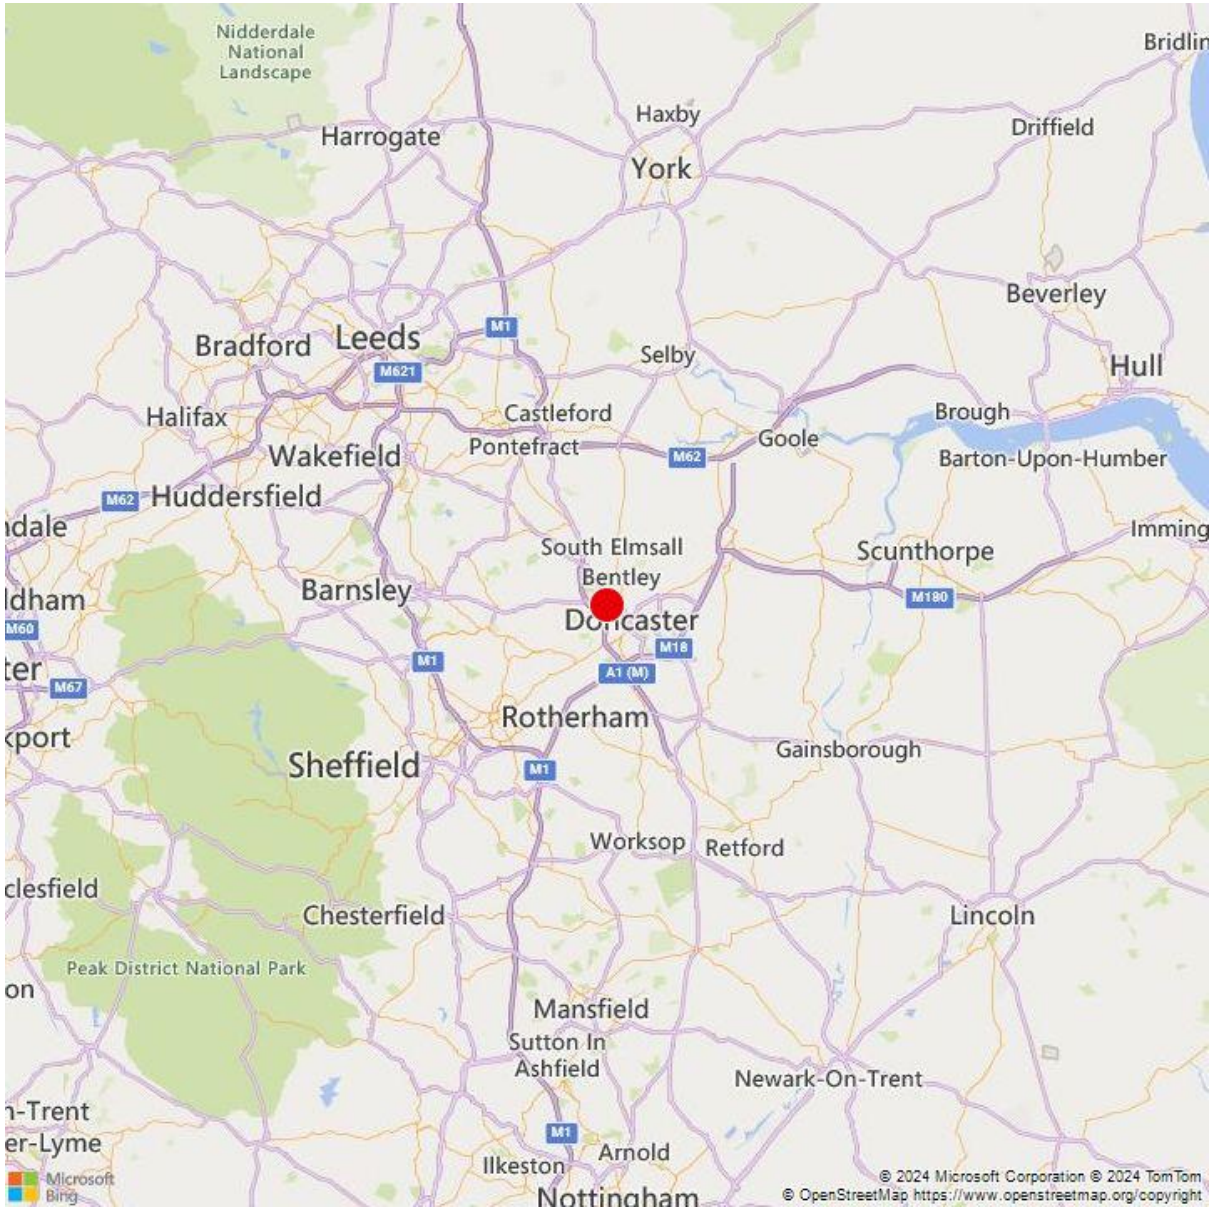 Nidderdale
National
Landscape
Bridlin
Haxby
Driffield
Harrogate
York
Beverley
M1
Bradford
Leeds
Selby
Hull
M621
Halifax
Castleford
Brough
Pontefract
Goole
Wakefield
M62
Barton-Upon-Humber
M62
Huddersfield
ndale
Imming
South Elmsall
Scunthorpe
Bentley
Barnsley
ldham
M180
Doncaster
M60
M18
M1
A1 (M)
ter
M67
Rotherham
kport
Gainsborough
Sheffield
M1
Worksop
Retford
clesfield
Chesterfield
Lincoln
Peak District National Park
on
Mansfield
Sutton In
Ashfield
Newark-On-Trent
n-Trent
er-Lyme
M1
Arnold
Ilkeston
Nottingham
Microsoft
Bing
© 2024 Microsoft Corporation © 2024 TomTom
© OpenStreetMap https://www.openstreetmap.org/copyright